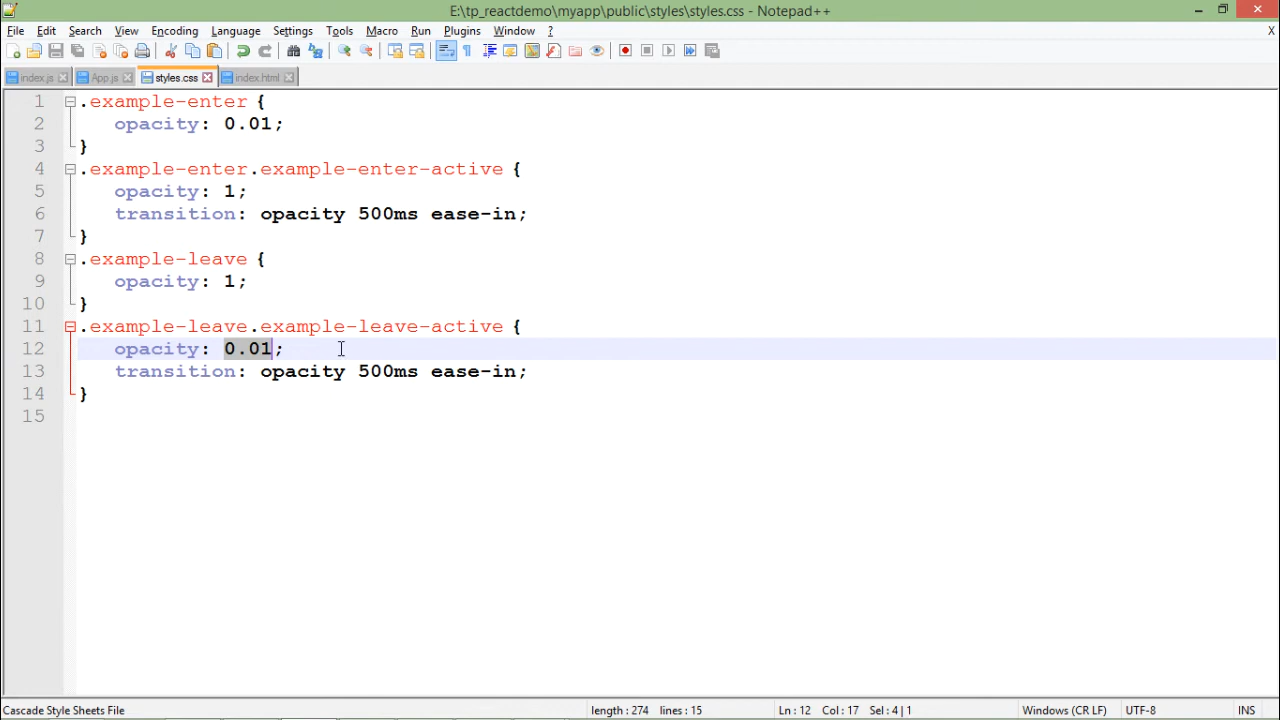 E:\tp_reactdemo\myapp\public\styles\styles.css - Notepad++
File Edit Search View Encoding Language Settings Tools Macro Run Plugins Window ? X
index.js App.js styles.css index.html
1 .example-enter {
2 opacity: 0.01;
3 }
4 .example-enter.example-enter-active {
5 opacity: 1;
6 transition: opacity 500ms ease-in;
7 }
8 .example-leave {
9 opacity: 1;
10 }
11 .example-leave.example-leave-active {
12 opacity: 0.01;
13 transition: opacity 500ms ease-in;
14 }
15
Cascade Style Sheets File length : 274 lines : 15 Ln : 12 Col : 17 Sel : 4 | 1 Windows (CR LF) UTF-8 INS